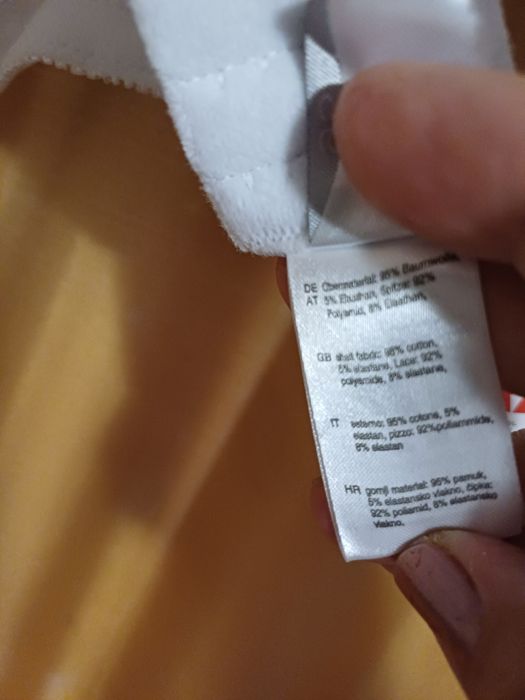 DE Obermaterial: 95% Baumwolle
AT 5% Elasthan, Spitze: 92%
Polyamid, 8% Elasthan.
GB shell fabric: 95% cotton,
5% elastane, Lace: 92%
polyamide, 8% elastane,
IT esterno: 95% cotone, 5%
elastan, pizzo: 92%poliammide,
8% elastan
HR gornji material: 95% pamuk,
5% elastansko vlakno, čipka:
92% poliamid, 8% elastansko
vlakno.